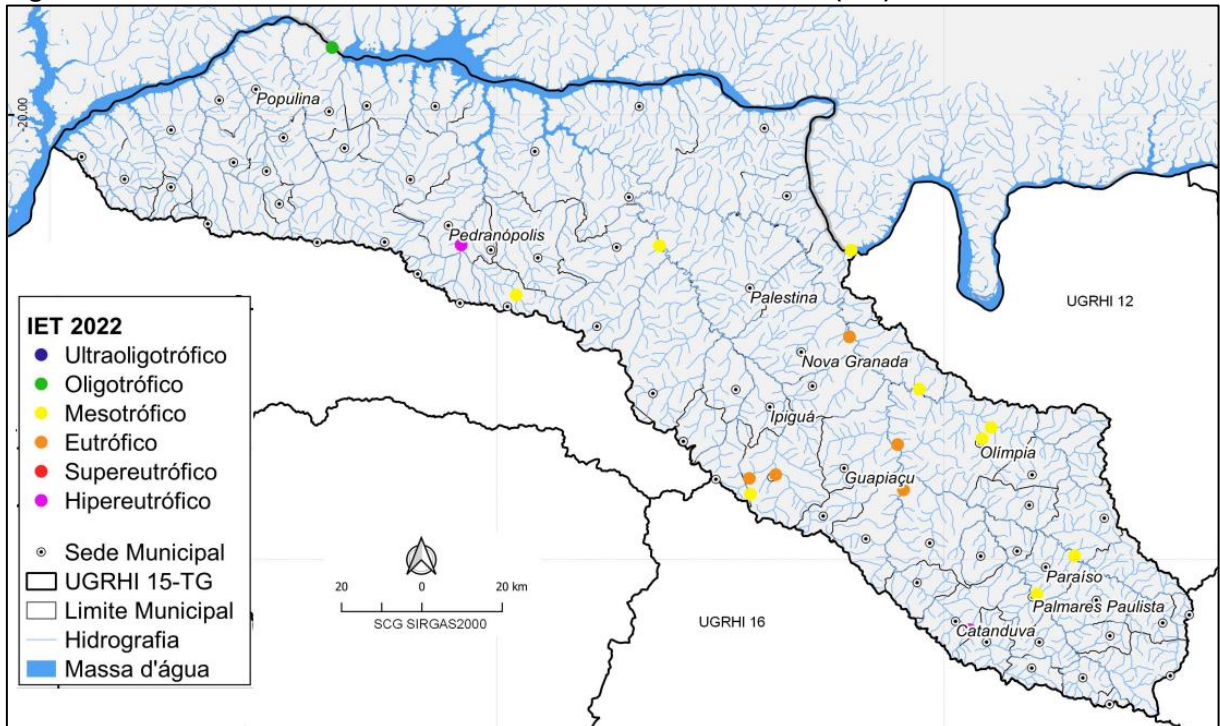 Populina
-20.00
Pedranópolis
Palestina
UGRHI 12
Nova Granada
Ipiguá
Olímpia
Guapiaçu
Paraíso
Palmares Paulista
Catanduva
UGRHI 16
IET 2022
Ultraoligotrófico
Oligotrófico
Mesotrófico
Eutrófico
Supereutrófico
Hipereutrófico
Sede Municipal
UGRHI 15-TG
Limite Municipal
Hidrografia
Massa d'água
20 0 20 km
SCG SIRGAS2000